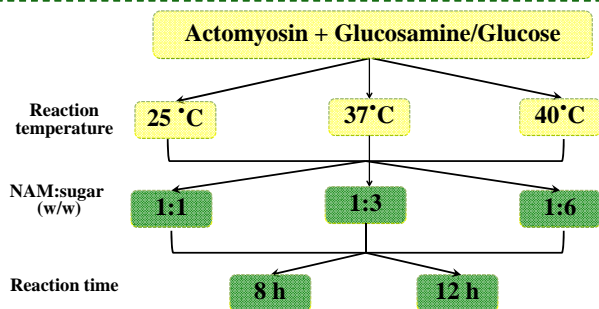 Actomyosin + Glucosamine/Glucose
Reaction
temperature
25 °C
37°C
40°C
NAM:sugar
(w/w)
1:1
1:3
1:6
Reaction time
8 h
12 h